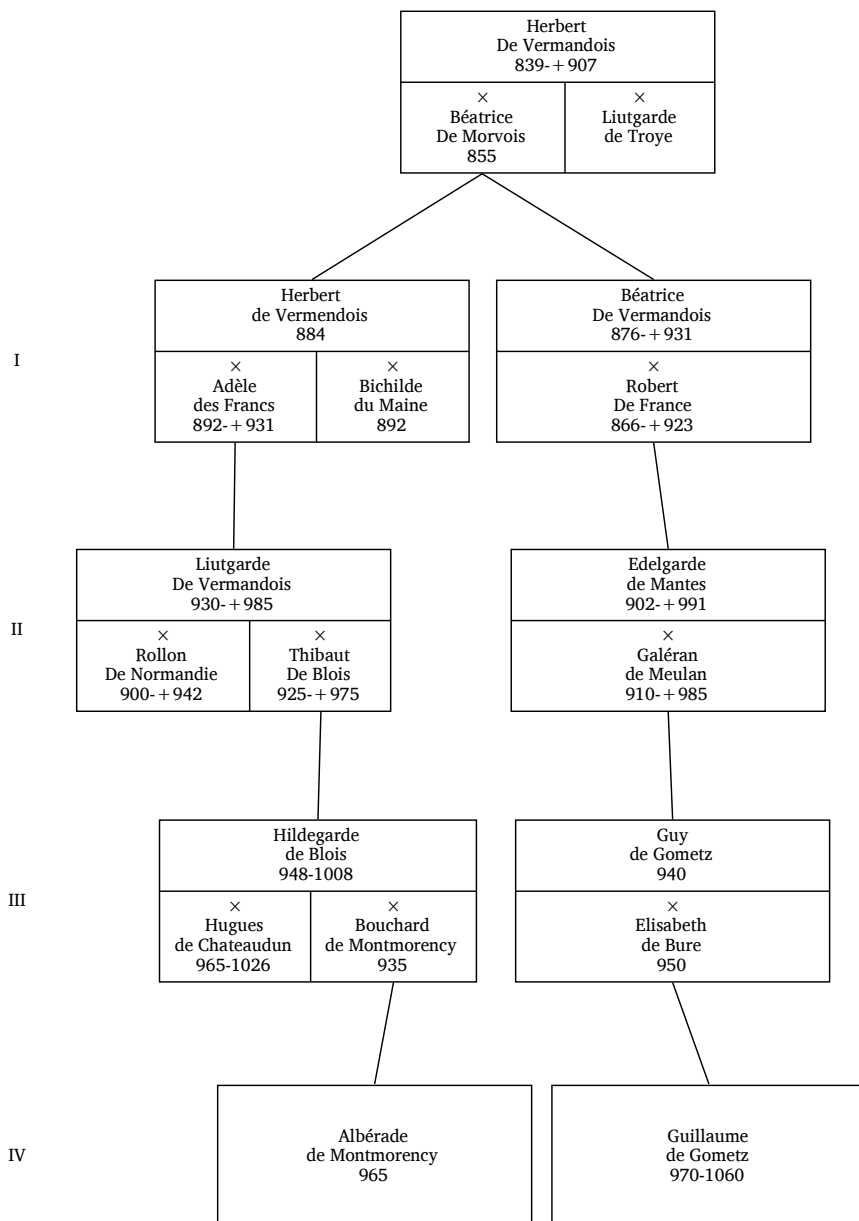 Herbert
De Vermandois
839-+907
×
Béatrice
De Morvois
855
×
Liutgarde
de Troye
I
Herbert
de Vermendois
884
×
Adèle
des Francs
892-+931
×
Bichilde
du Maine
892
Béatrice
De Vermandois
876-+931
×
Robert
De France
866-+923
II
Liutgarde
De Vermandois
930-+985
×
Rollon
De Normandie
900-+942
×
Thibaut
De Blois
925-+975
Edelgarde
de Mantes
902-+991
×
Galéran
de Meulan
910-+985
III
Hildegarde
de Blois
948-1008
×
Hugues
de Chateaudun
965-1026
×
Bouchard
de Montmorency
935
Guy
de Gometz
940
×
Elisabeth
de Bure
950
IV
Albérade
de Montmorency
965
Guillaume
de Gometz
970-1060